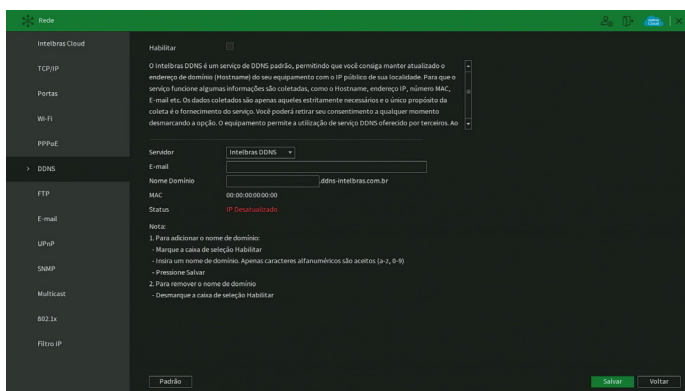 Rede
Intelbras Cloud
TCP/IP
Portas
Wi-Fi
PPPoE
> DDNS
FTP
E-mail
UPnP
SNMP
Multicast
802.1x
Filtro IP
Habilitar
O Intelbras DDNS é um serviço de DDNS padrão, permitindo que você consiga manter atualizado o
endereço de domínio (Hostname) do seu equipamento com o IP público de sua localidade. Para que o
serviço funcione algumas informações são coletadas, como o Hostname, endereço IP, número MAC,
E-mail etc. Os dados coletados são apenas aqueles estritamente necessários e o único propósito da
coleta é o fornecimento do serviço. Você poderá retirar seu consentimento a qualquer momento
desmarcando a opção. O equipamento permite a utilização de serviço DDNS oferecido por terceiros. Ao
Servidor Intelbras DDNS
E-mail
Nome Domínio .ddns-intelbras.com.br
MAC 00:00:00:00:00:00
Status IP Desatualizado
Nota:
1. Para adicionar o nome de domínio:
- Marque a caixa de seleção Habilitar
- Insira um nome de domínio. Apenas caracteres alfanuméricos são aceitos (a-z, 0-9)
- Pressione Salvar
2. Para remover o nome de domínio
- Desmarque a caixa de seleção Habilitar
Padrão Salvar Voltar